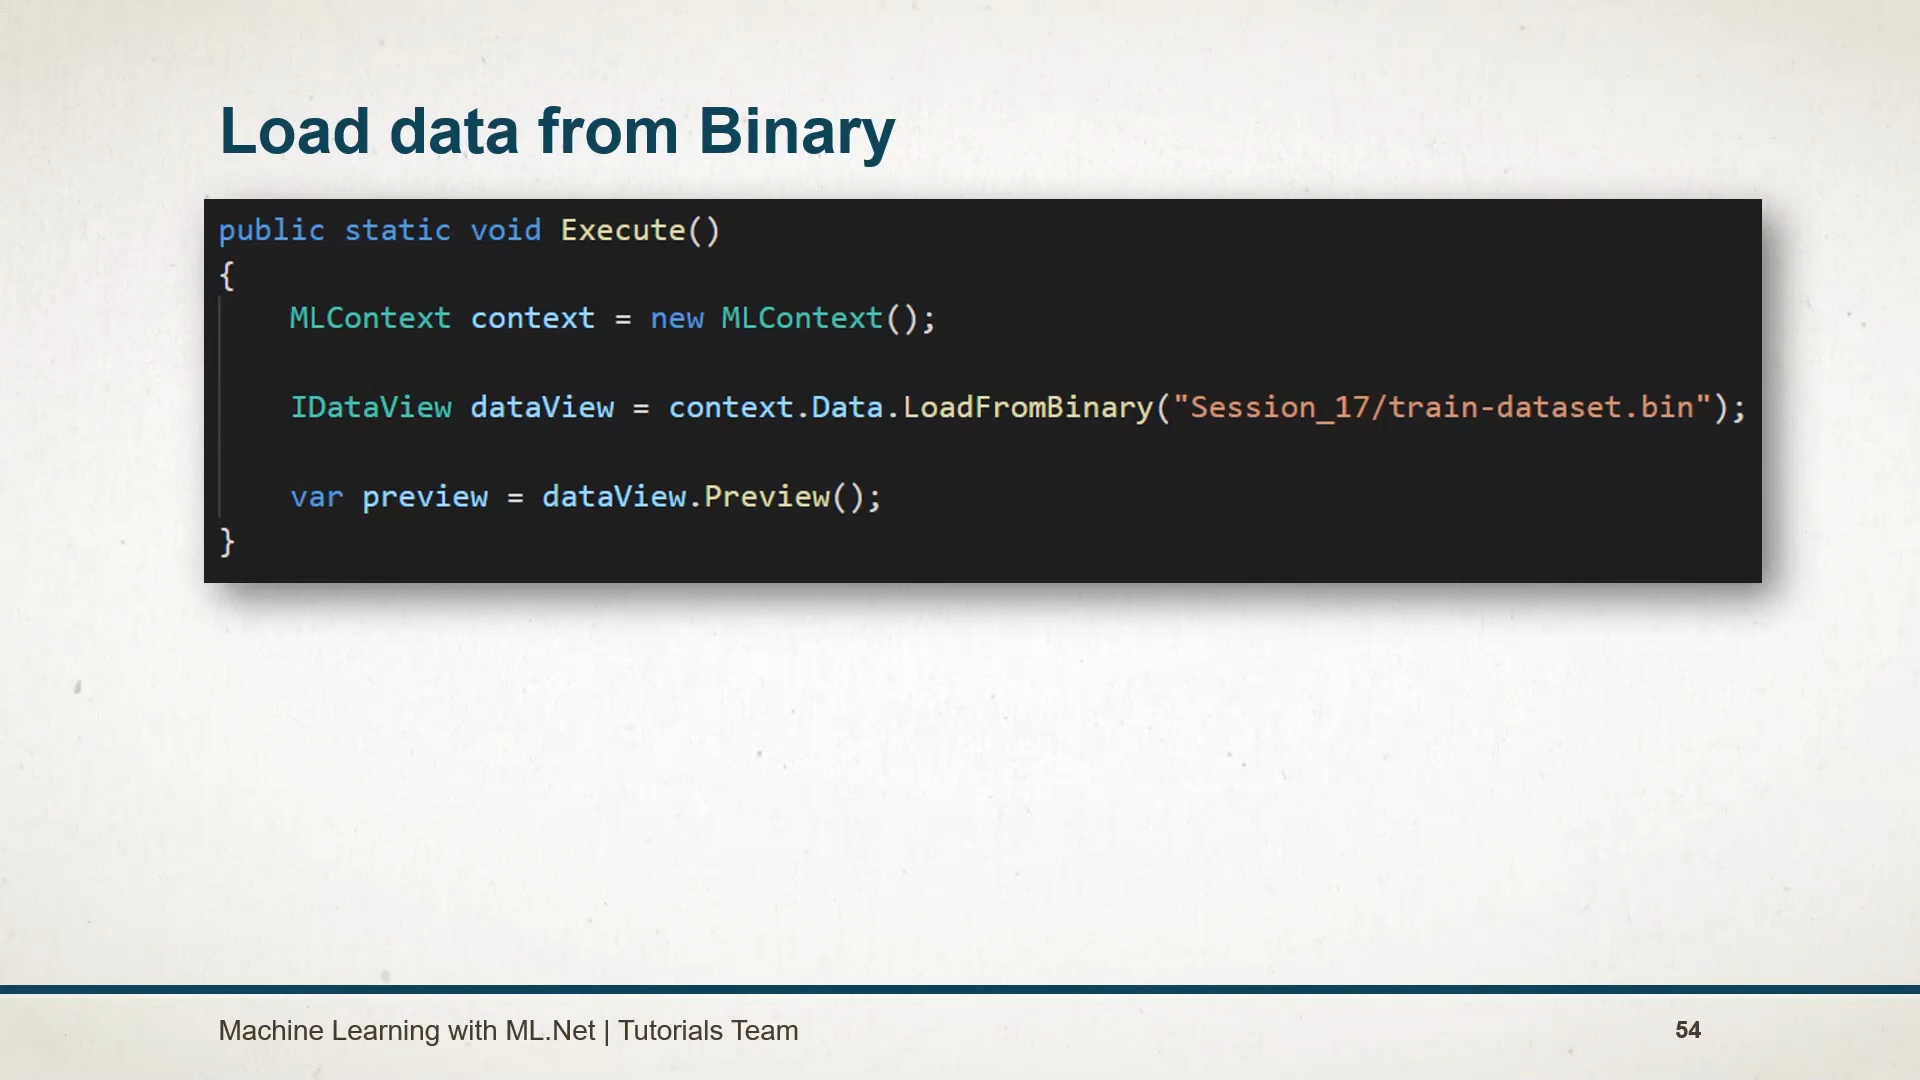 Load data from Binary
public static void Execute()
{
MLContext context = new MLContext();
IDataView dataView = context.Data.LoadFromBinary("Session_17/train-dataset.bin");
var preview = dataView.Preview();
}
Machine Learning with ML.Net | Tutorials Team
54